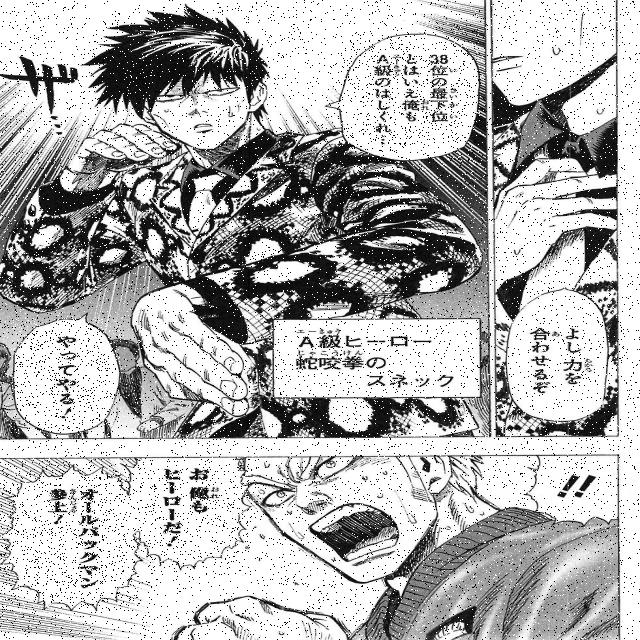 よし力を
合わせるぞ
38位の最下位
とはいえ俺も
A級のはしくれ…
ザ
A級ヒーロー
蛇咬拳の
スネック
やってやる！
!!
お俺も
ヒーローだ！
オールバックマン
参上！